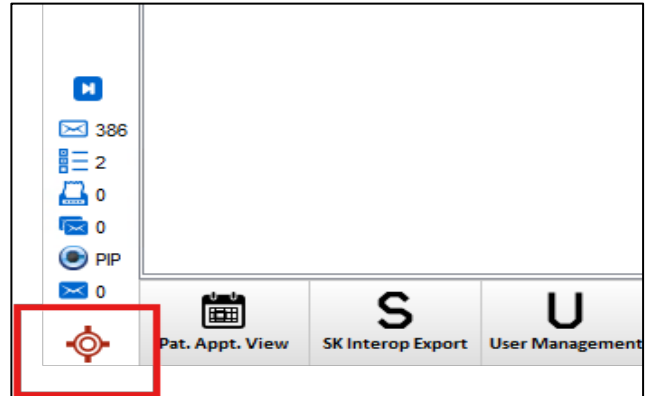 386
2
0
0
PIP
0
S
U
Pat. Appt. View
SK Interop Export
User Management